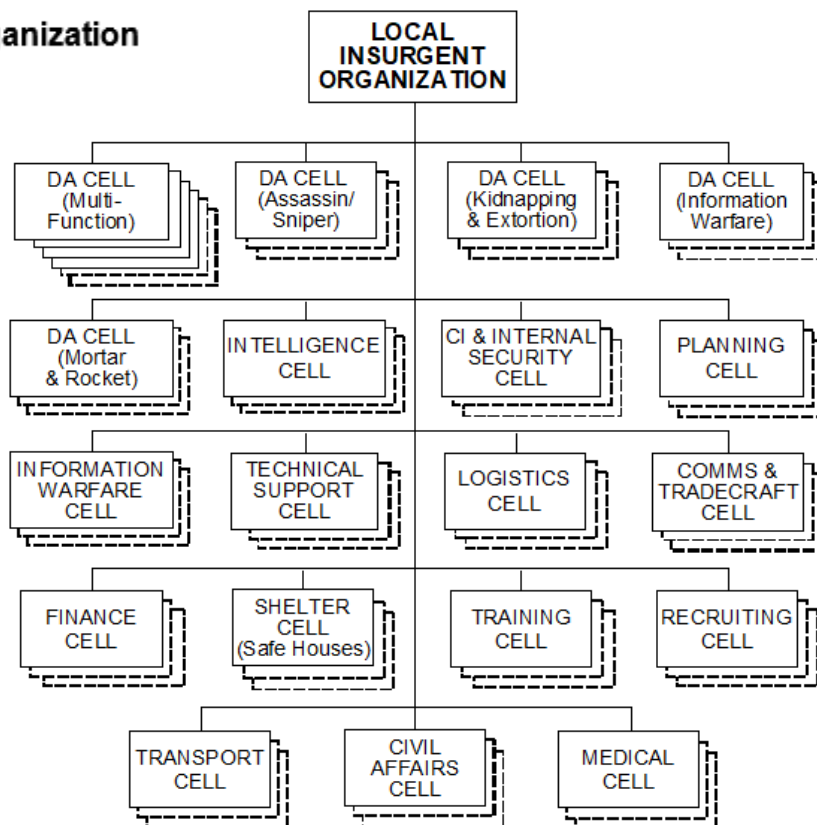 anization
LOCAL
INSURGENT
ORGANIZATION
DA CELL
(Multi-
Function)
DA CELL
(Assassin/
Sniper)
DA CELL
(Kidnapping
& Extortion)
DA CELL
(Information
Warfare)
DA CELL
(Mortar
& Rocket)
INTELLIGENCE
CELL
CI & INTERNAL
SECURITY
CELL
PLANNING
CELL
INFORMATION
WARFARE
CELL
TECHNICAL
SUPPORT
CELL
LOGISTICS
CELL
COMMS &
TRADECRAFT
CELL
FINANCE
CELL
SHELTER
CELL
(Safe Houses)
TRAINING
CELL
RECRUITING
CELL
TRANSPORT
CELL
CIVIL
AFFAIRS
CELL
MEDICAL
CELL